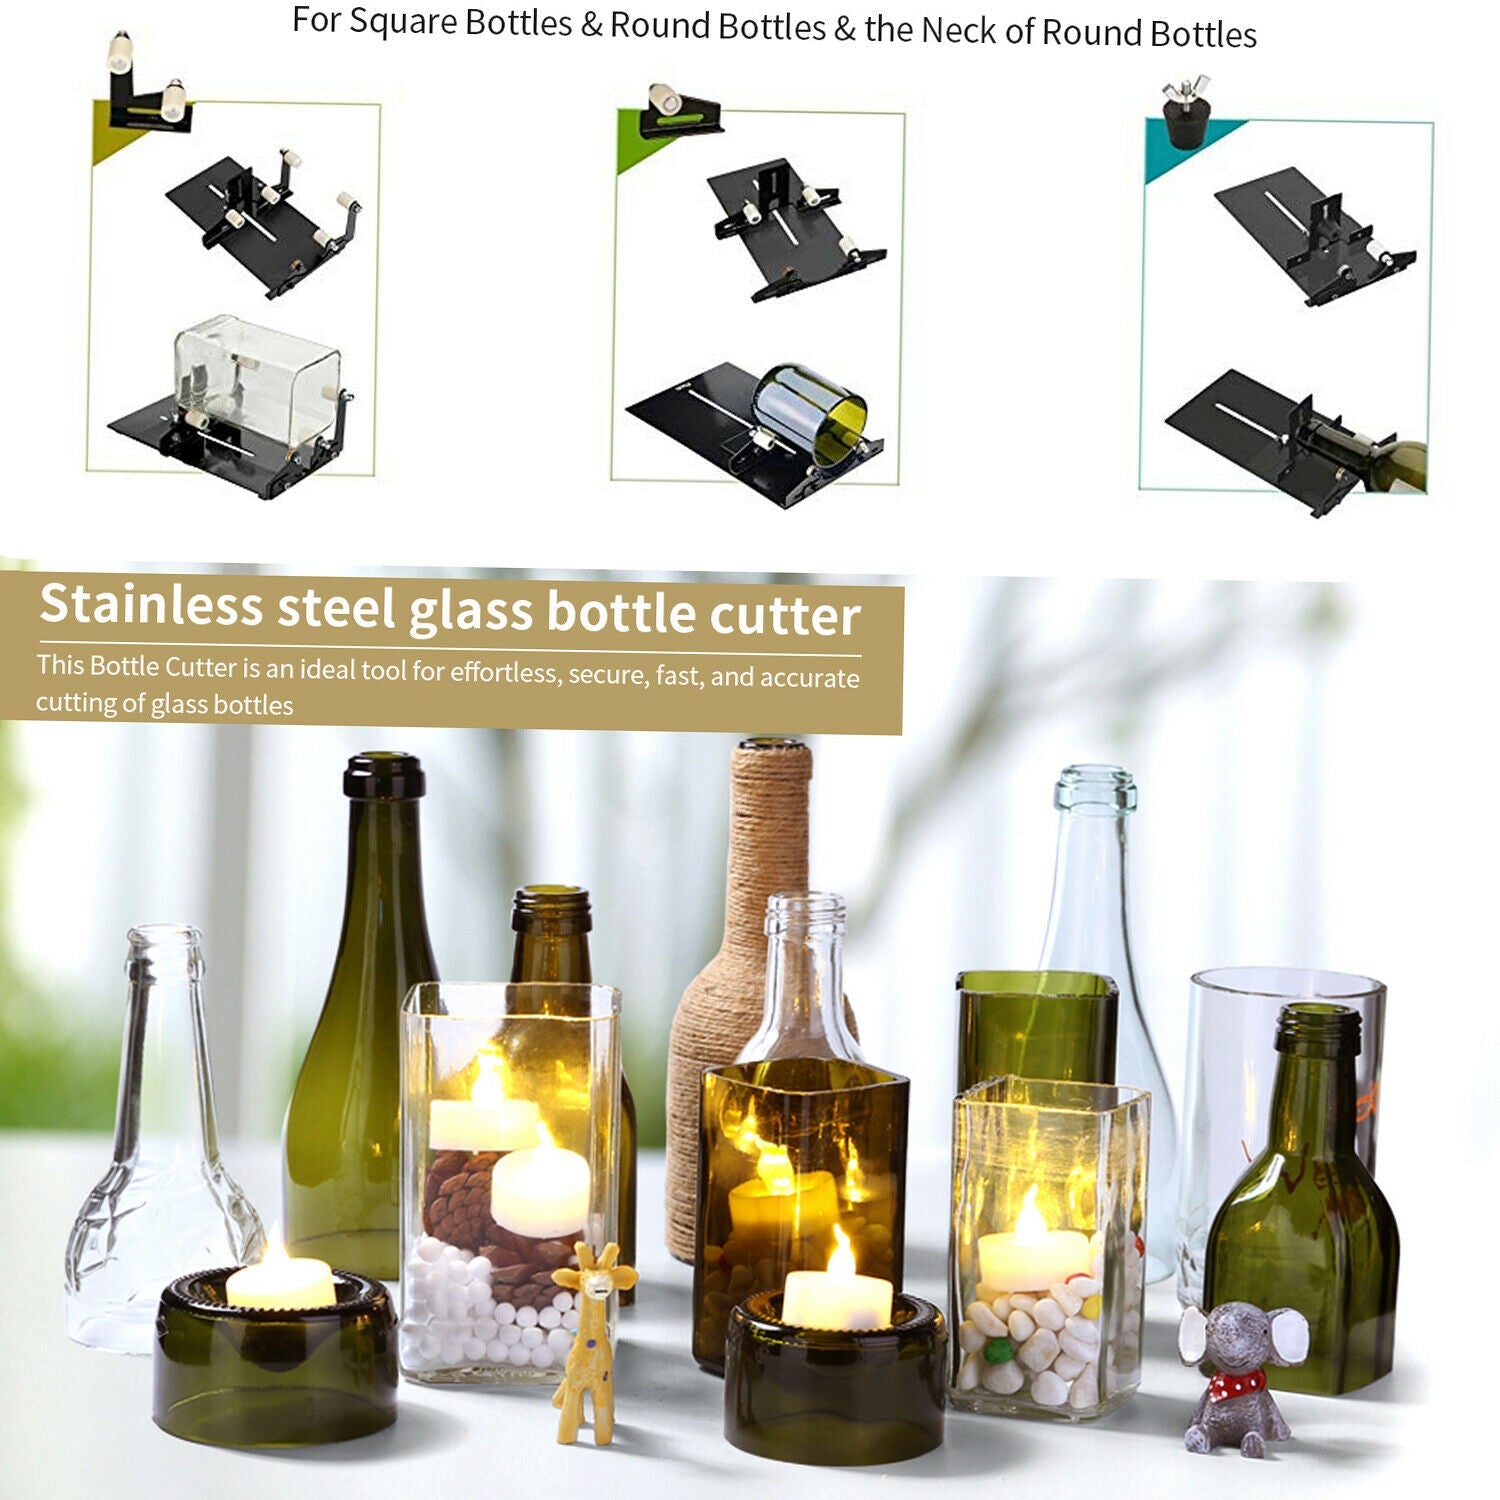 For Square Bottles & Round Bottles & the Neck of Round Bottles
Stainless steel glass bottle cutter
This Bottle Cutter is an ideal tool for effortless, secure, fast, and accurate
cutting of glass bottles